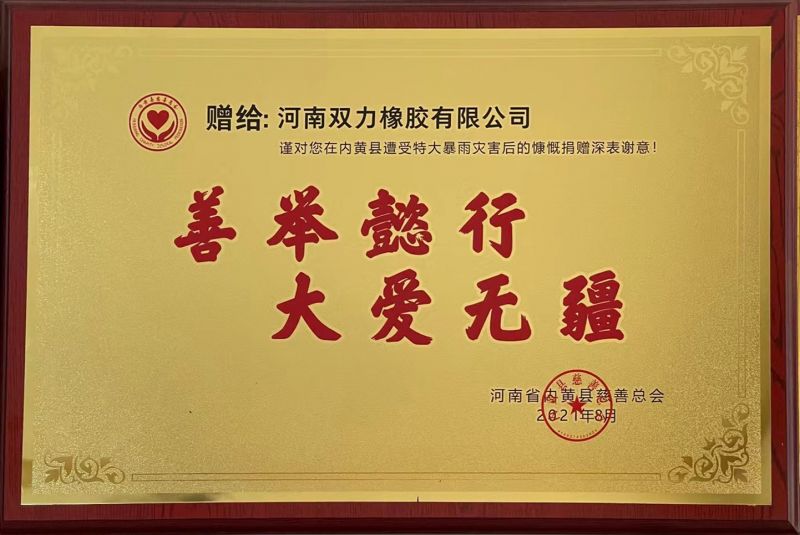 赠给：河南双力橡胶有限公司
谨对您在内黄县遭受特大暴雨灾害后的慷慨捐赠深表谢意！
善举懿行
大爱无疆
河南省内黄县慈善总会
2021年8月